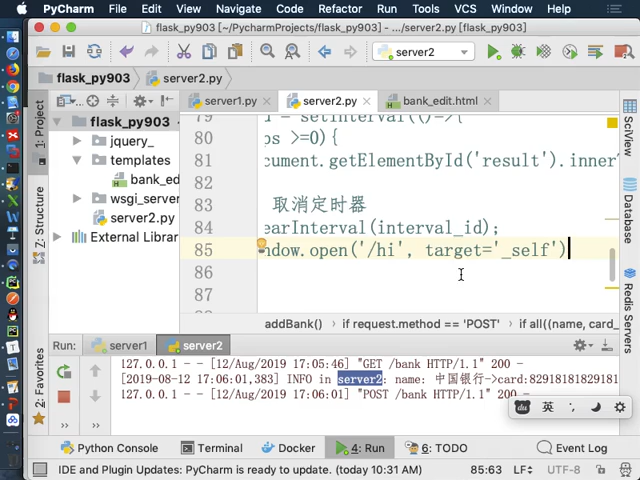 PyCharm File Edit View Navigate Code Refactor Run Tools VCS Window Help
flask_py903 [~/PycharmProjects/flask_py903] - .../server2.py [flask_py903]
server2
flask_py903 server2.py
server1.py server2.py bank_edit.html
1: Project
Z: Structure
2: Favorites
flask_py903
jquery_
templates
bank_ed
wsgi_server
server2.py
External Librar
80 ps >=0){
81 cument.getElementById('result').inner
82
83 取消定时器
84 earInterval(interval_id);
85 ndow.open('/hi', target='_self')
86
87
SciView
Database
Redis Servers
addBank() if request.method == 'POST' if all((name, card_
Run: server1 server2
127.0.0.1 - - [12/Aug/2019 17:05:46] "GET /bank HTTP/1.1" 200 -
[2019-08-12 17:06:01,383] INFO in server2: name: 中国银行->card:82918181829181
127.0.0.1 - - [12/Aug/2019 17:06:01] "POST /bank HTTP/1.1" 200 -
du 英
Python Console Terminal Docker 4: Run 6: TODO Event Log
IDE and Plugin Updates: PyCharm is ready to update. (today 10:31 AM) 85:63 LF UTF-8